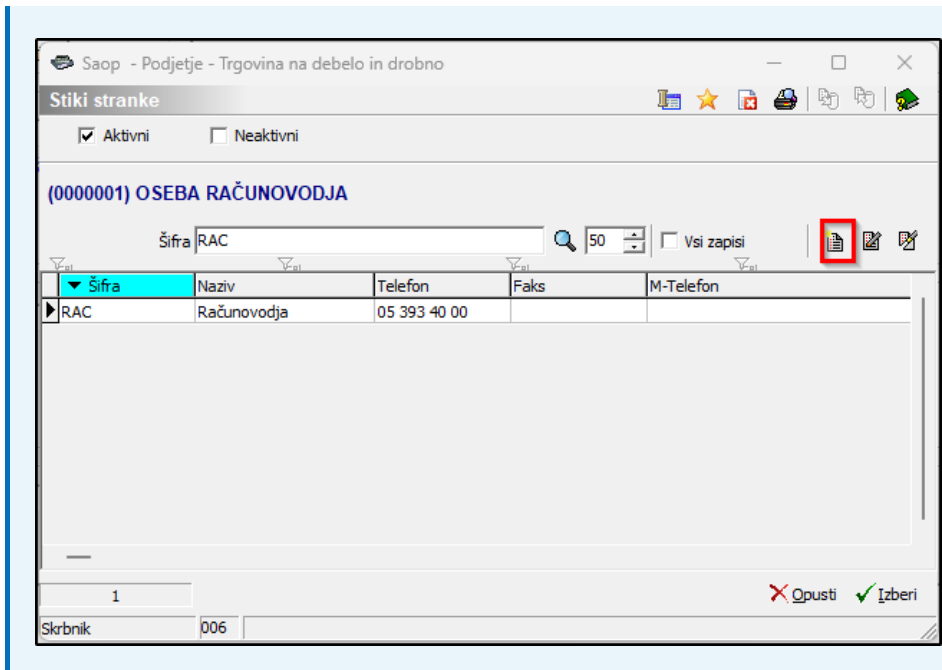 Saop - Podjetje - Trgovina na debelo in drobno
Stiki stranke
Aktivni Neaktivni
(0000001) OSEBA RAČUNOVODJA
Šifra RAC 50 Vsi zapisi
Šifra Naziv Telefon Faks M-Telefon
RAC Računovodja 05 393 40 00
1 Opusti Izberi
Skrbnik 006